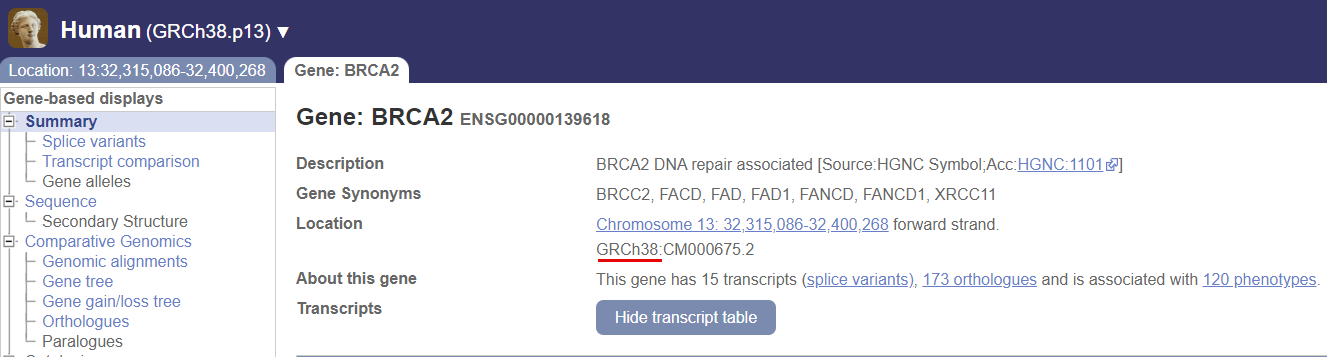 Human (GRCh38.p13) ▼
Location: 13:32,315,086-32,400,268
Gene: BRCA2
Gene-based displays
Summary
Splice variants
Transcript comparison
Gene alleles
Sequence
Secondary Structure
Comparative Genomics
Genomic alignments
Gene tree
Gene gain/loss tree
Orthologues
Paralogues
Gene: BRCA2 ENSG00000139618
Description BRCA2 DNA repair associated [Source:HGNC Symbol;Acc:HGNC:1101]
Gene Synonyms BRCC2, FACD, FAD, FAD1, FANCD, FANCD1, XRCC11
Location Chromosome 13: 32,315,086-32,400,268 forward strand.
GRCh38:CM000675.2
About this gene This gene has 15 transcripts (splice variants), 173 orthologues and is associated with 120 phenotypes.
Transcripts Hide transcript table